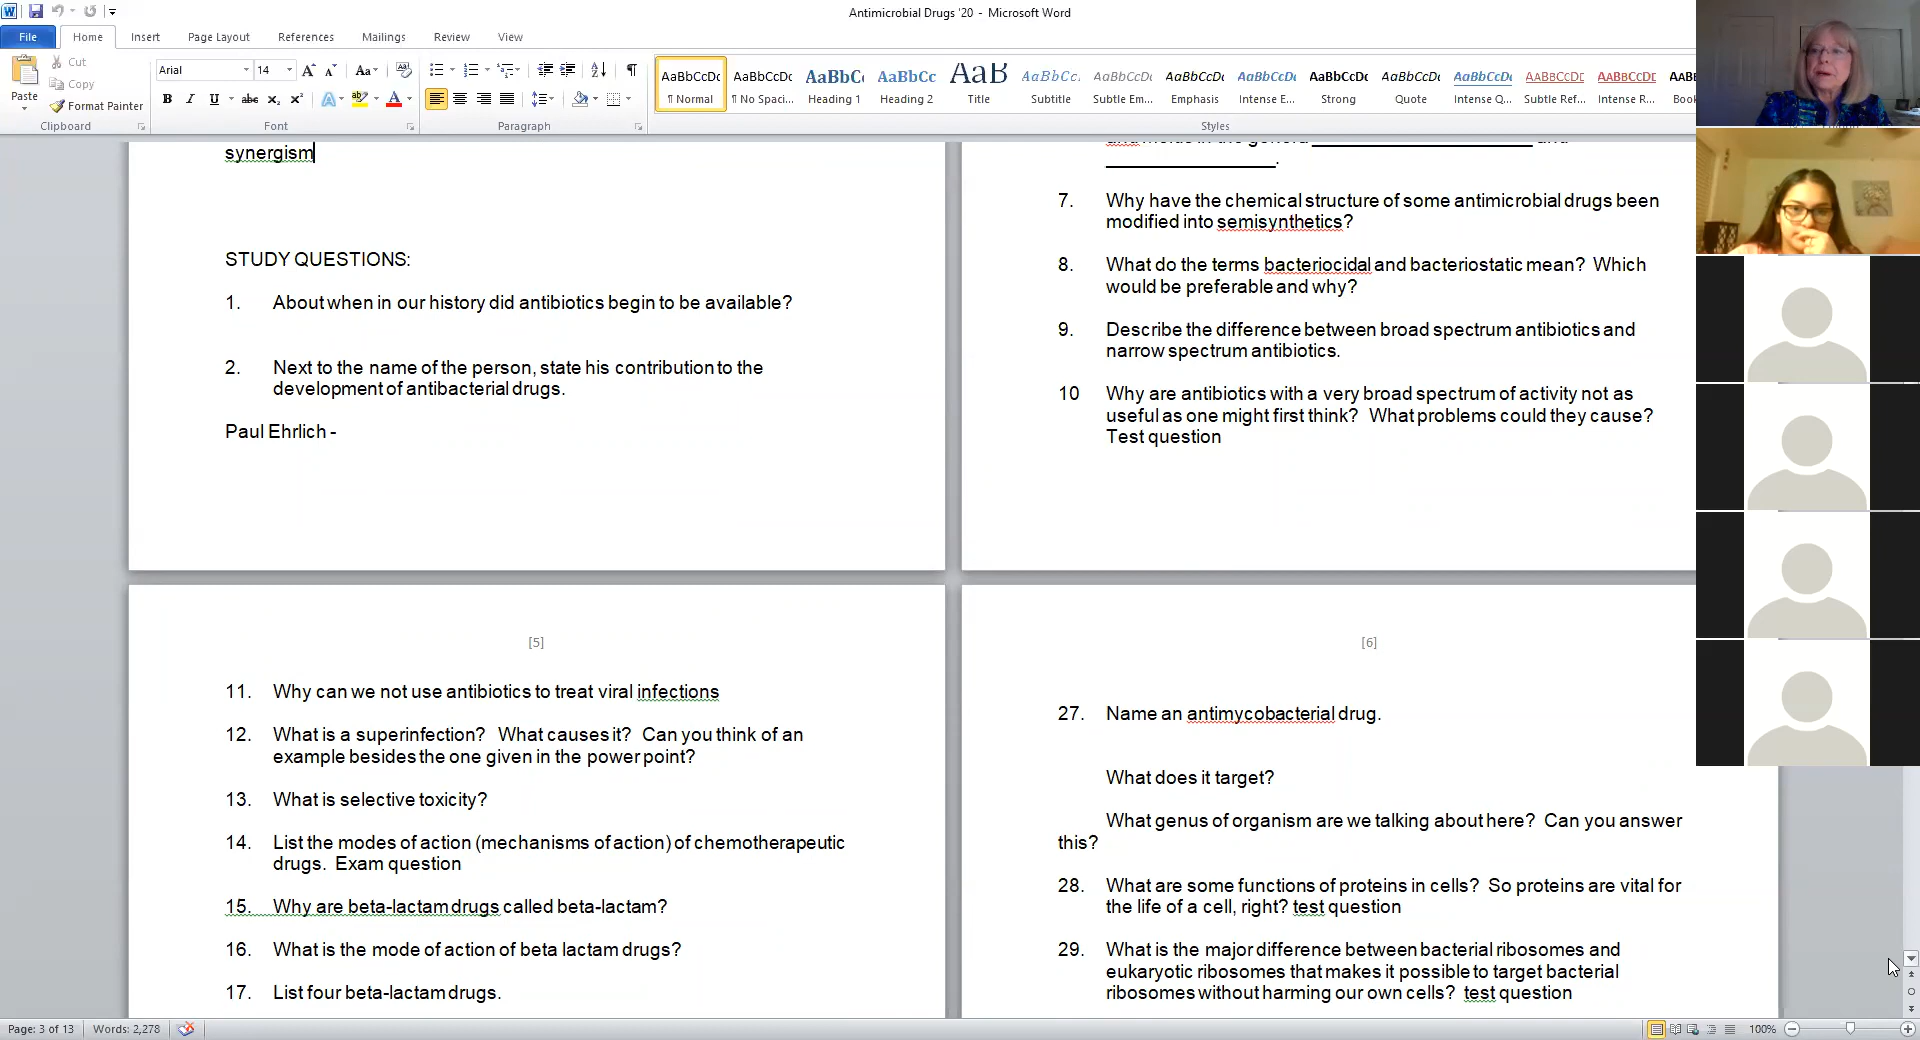 Antimicrobial Drugs '20 - Microsoft Word
File Home Insert Page Layout References Mailings Review View
Paste
Cut
Copy
Format Painter
Clipboard
Arial 14
Font
Paragraph
AaBbCcDc AaBbCcDc AaBbC AaBbCc AaB AaBbCc. AaBbCcDc AaBbCcDc AaBbCcDc AaBbCcDc AaBbCcDc AaBbCcDc AABBCCDC AABBCCDC
¶ Normal ¶ No Spaci... Heading 1 Heading 2 Title Subtitle Subtle Em... Emphasis Intense E... Strong Quote Intense Q... Subtle Ref... Intense R...
Styles
synergism
STUDY QUESTIONS:
1. About when in our history did antibiotics begin to be available?
2. Next to the name of the person, state his contribution to the
development of antibacterial drugs.
Paul Ehrlich -
7. Why have the chemical structure of some antimicrobial drugs been
modified into semisynthetics?
8. What do the terms bacteriocidal and bacteriostatic mean? Which
would be preferable and why?
9. Describe the difference between broad spectrum antibiotics and
narrow spectrum antibiotics.
10 Why are antibiotics with a very broad spectrum of activity not as
useful as one might first think? What problems could they cause?
Test question
[5]
11. Why can we not use antibiotics to treat viral infections
12. What is a superinfection? What causes it? Can you think of an
example besides the one given in the power point?
13. What is selective toxicity?
14. List the modes of action (mechanisms of action) of chemotherapeutic
drugs. Exam question
15. Why are beta-lactam drugs called beta-lactam?
16. What is the mode of action of beta lactam drugs?
17. List four beta-lactam drugs.
[6]
27. Name an antimycobacterial drug.
What does it target?
What genus of organism are we talking about here? Can you answer
this?
28. What are some functions of proteins in cells? So proteins are vital for
the life of a cell, right? test question
29. What is the major difference between bacterial ribosomes and
eukaryotic ribosomes that makes it possible to target bacterial
ribosomes without harming our own cells? test question
Page: 3 of 13 Words: 2,278 100%